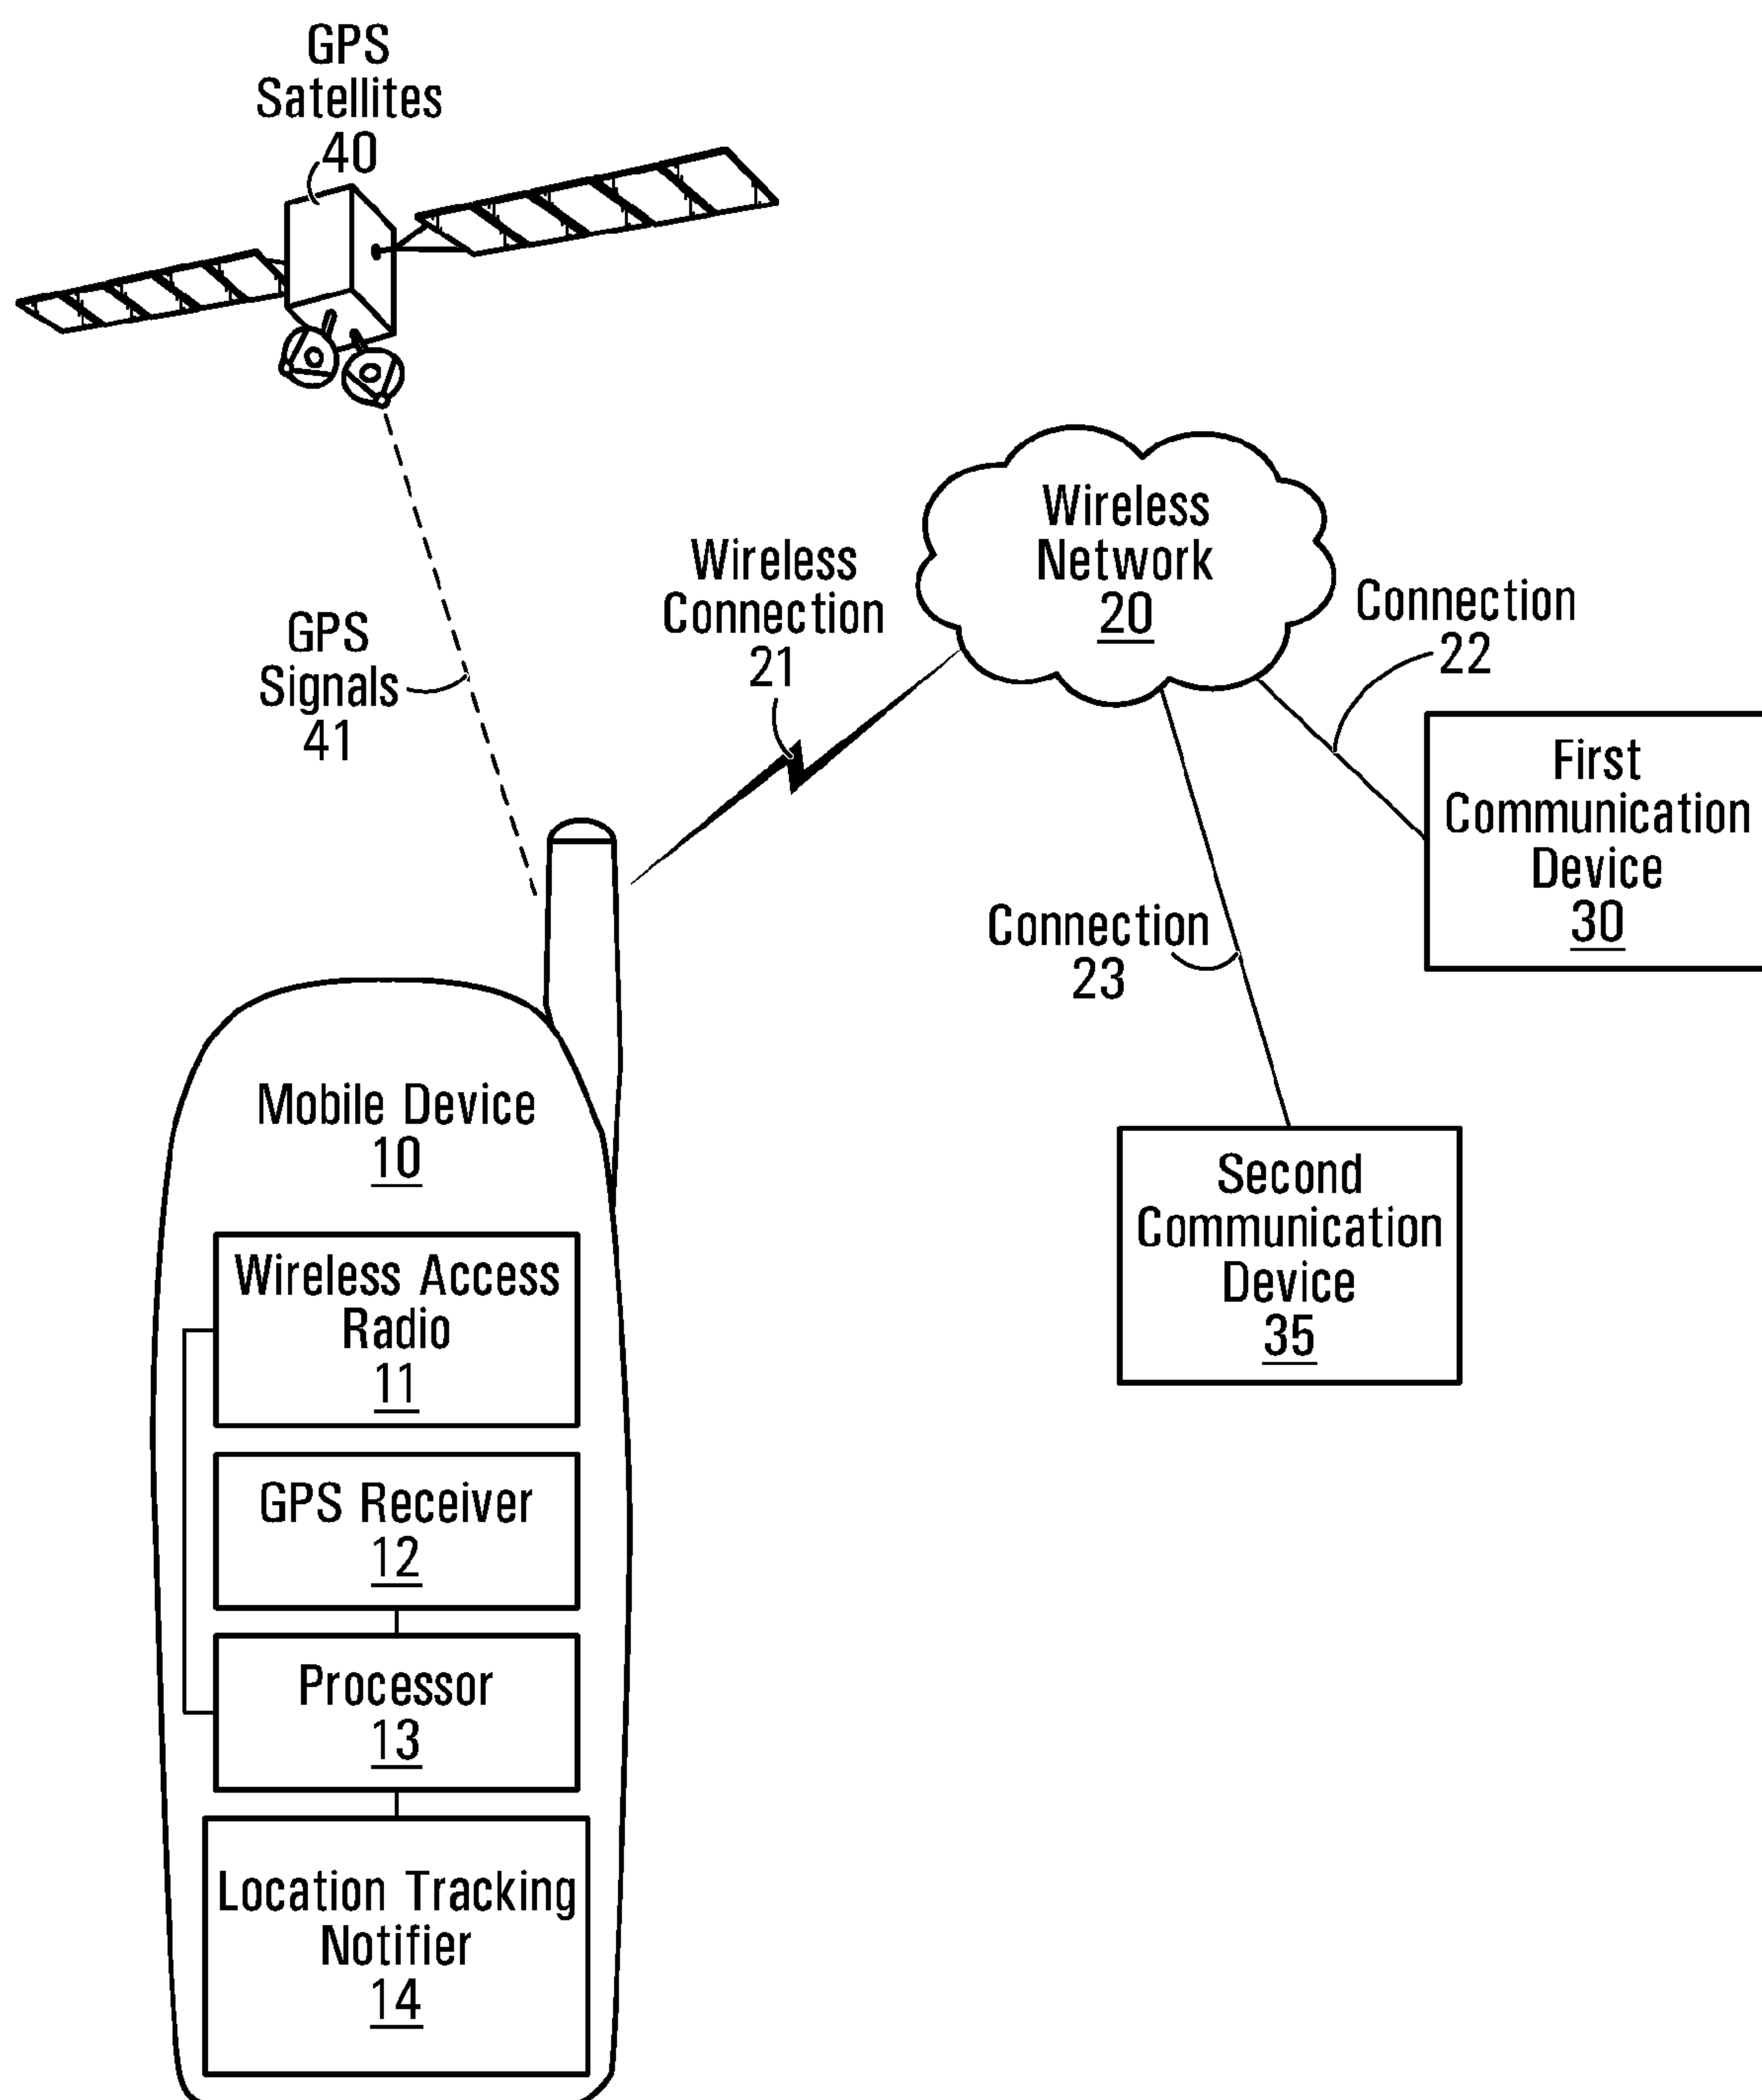 GPS
Satellites
40
GPS
Signals
41
Wireless
Connection
21
Wireless
Network
20
Connection
22
First
Communication
Device
30
Connection
23
Second
Communication
Device
35
Mobile Device
10
Wireless Access
Radio
11
GPS Receiver
12
Processor
13
Location Tracking
Notifier
14